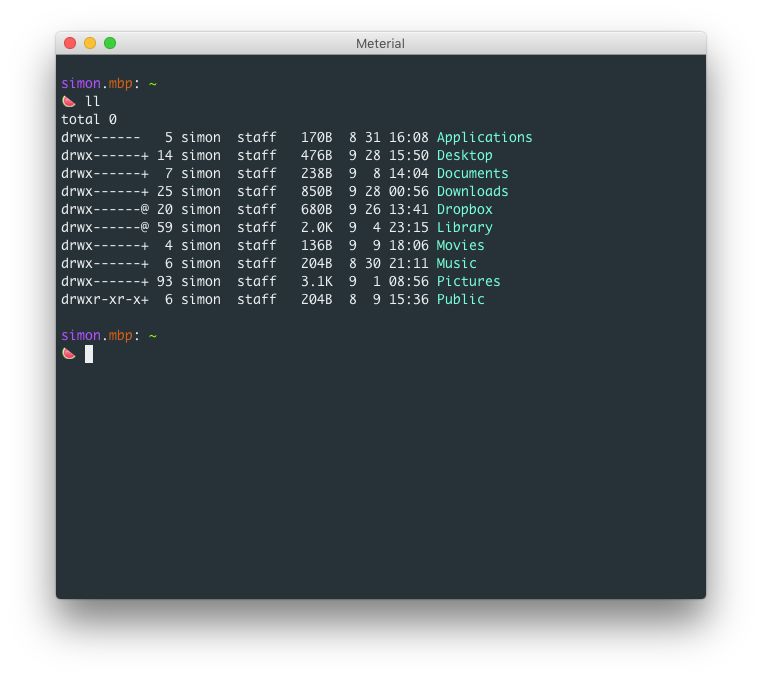 Meterial
simon.mbp: ~
🍉 ll
total 0
drwx------   5 simon  staff   170B  8 31 16:08 Applications
drwx------+ 14 simon  staff   476B  9 28 15:50 Desktop
drwx------+  7 simon  staff   238B  9  8 14:04 Documents
drwx------+ 25 simon  staff   850B  9 28 00:56 Downloads
drwx------@ 20 simon  staff   680B  9 26 13:41 Dropbox
drwx------@ 59 simon  staff   2.0K  9  4 23:15 Library
drwx------+  4 simon  staff   136B  9  9 18:06 Movies
drwx------+  6 simon  staff   204B  8 30 21:11 Music
drwx------+ 93 simon  staff   3.1K  9  1 08:56 Pictures
drwxr-xr-x+  6 simon  staff   204B  8  9 15:36 Public
simon.mbp: ~
🍉